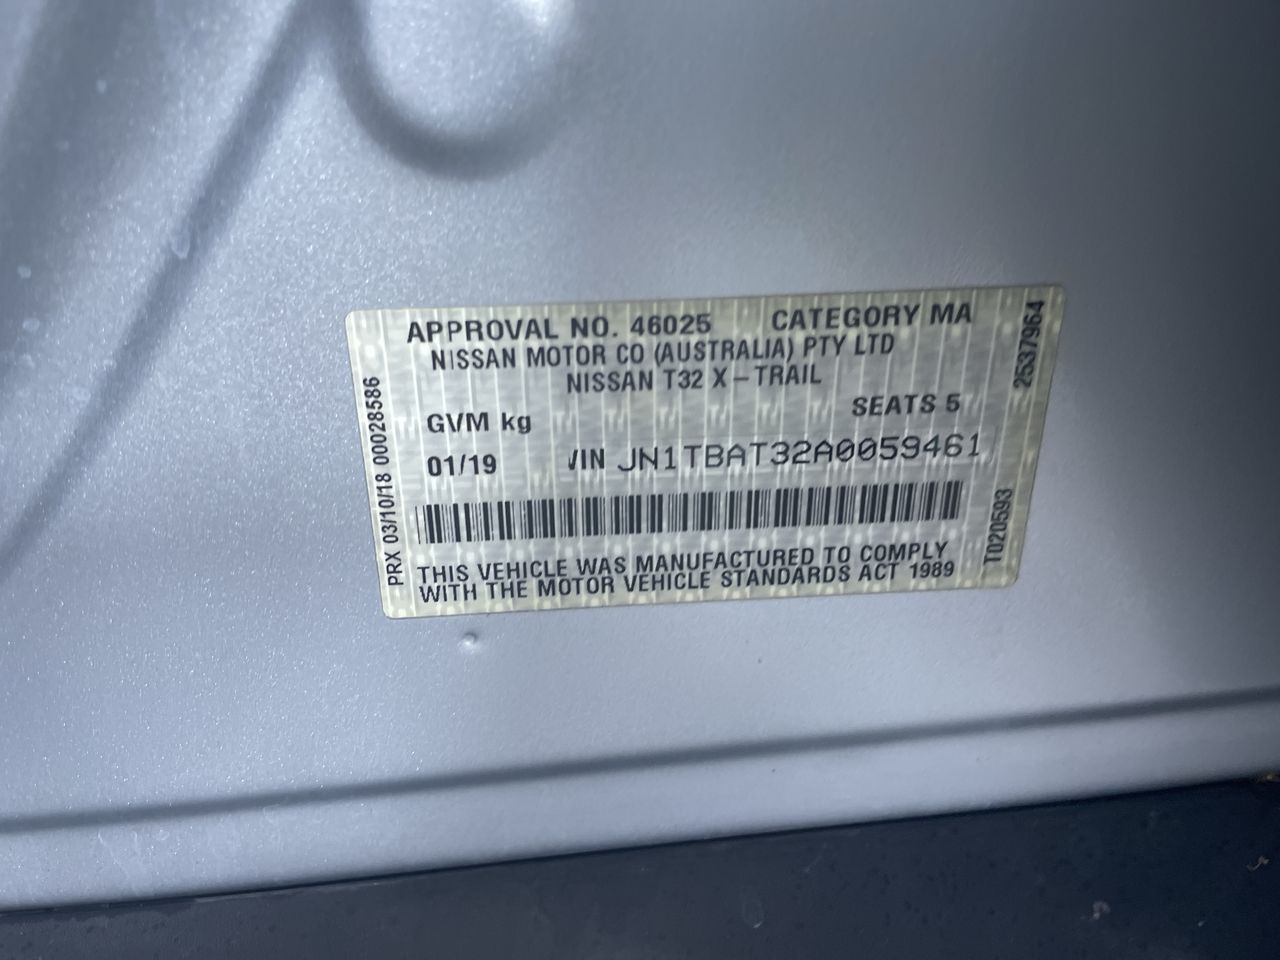 APPROVAL NO. 46025 CATEGORY MA
NISSAN MOTOR CO (AUSTRALIA) PTY LTD
NISSAN T32 X-TRAIL
GVM kg SEATS 5
01/19 VIN JN1TBAT32A0059461
THIS VEHICLE WAS MANUFACTURED TO COMPLY
WITH THE MOTOR VEHICLE STANDARDS ACT 1989
PRX 03/10/18 00028586
2537964
T020593